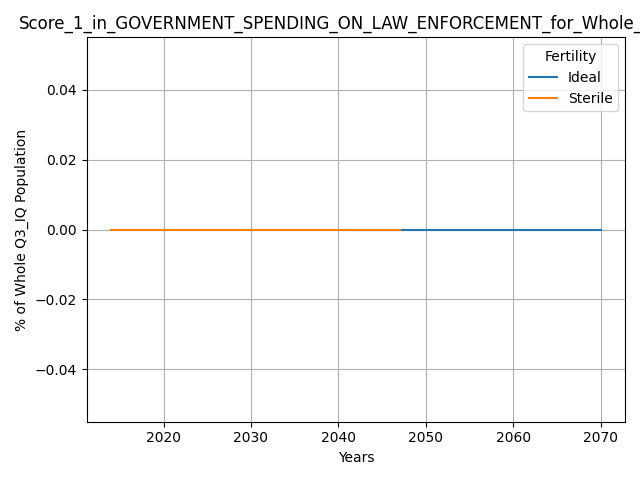 Score_1_in_GOVERNMENT_SPENDING_ON_LAW_ENFORCEMENT_for_Whole_
Fertility
Ideal
Sterile
0.04
0.02
0.00
−0.02
−0.04
% of Whole Q3_IQ Population
2020 2030 2040 2050 2060 2070
Years